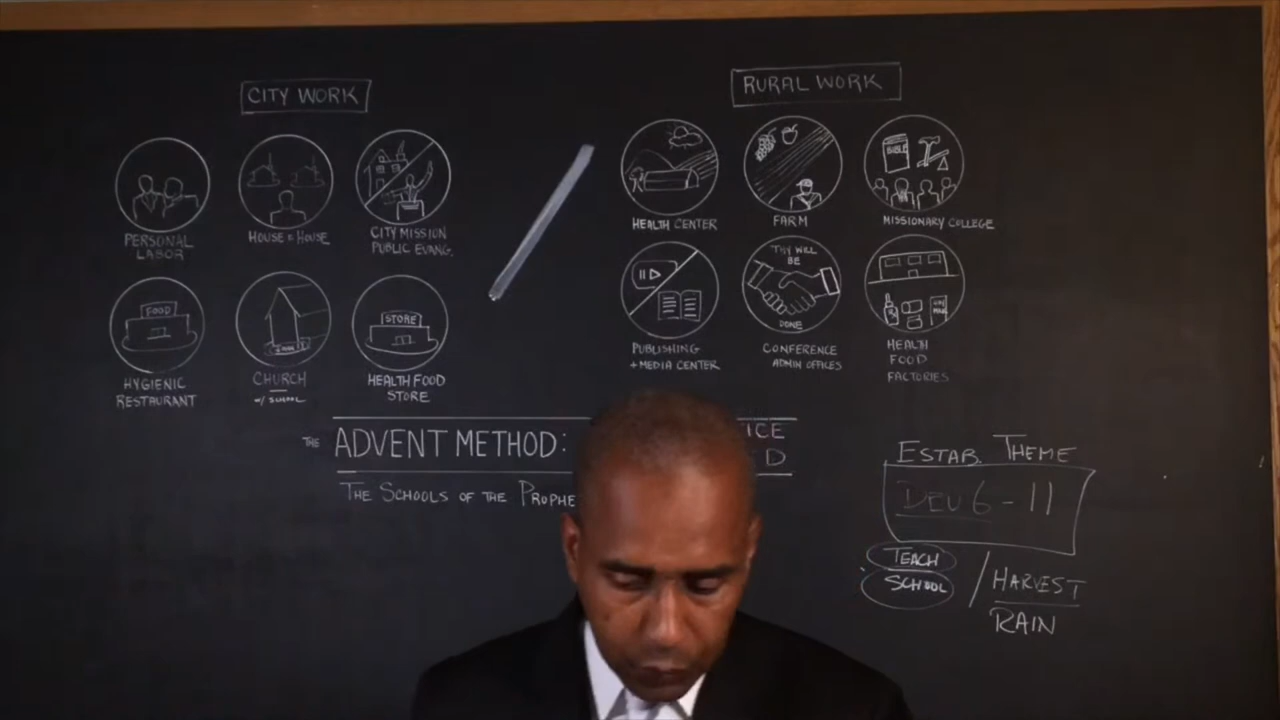 CITY WORK
PERSONAL
LABOR
HOUSE 2 HOUSE
CITY MISSION
PUBLIC EVANG.
FOOD
HYGIENIC
RESTAURANT
CHURCH
W/ SCHOOL
STORE
HEALTH FOOD
STORE
RURAL WORK
HEALTH CENTER
FARM
BIBLE
MISSIONARY COLLEGE
PUBLISHING
+ MEDIA CENTER
THY WILL
BE
DONE
CONFERENCE
ADMIN OFFICES
HEALTH
FOOD
FACTORIES
THE ADVENT METHOD:
ICE
D
THE SCHOOLS OF THE PROPHE
ESTAB. THEME
DEU 6 - 11
TEACH
SCHOOL
/ HARVEST
RAIN